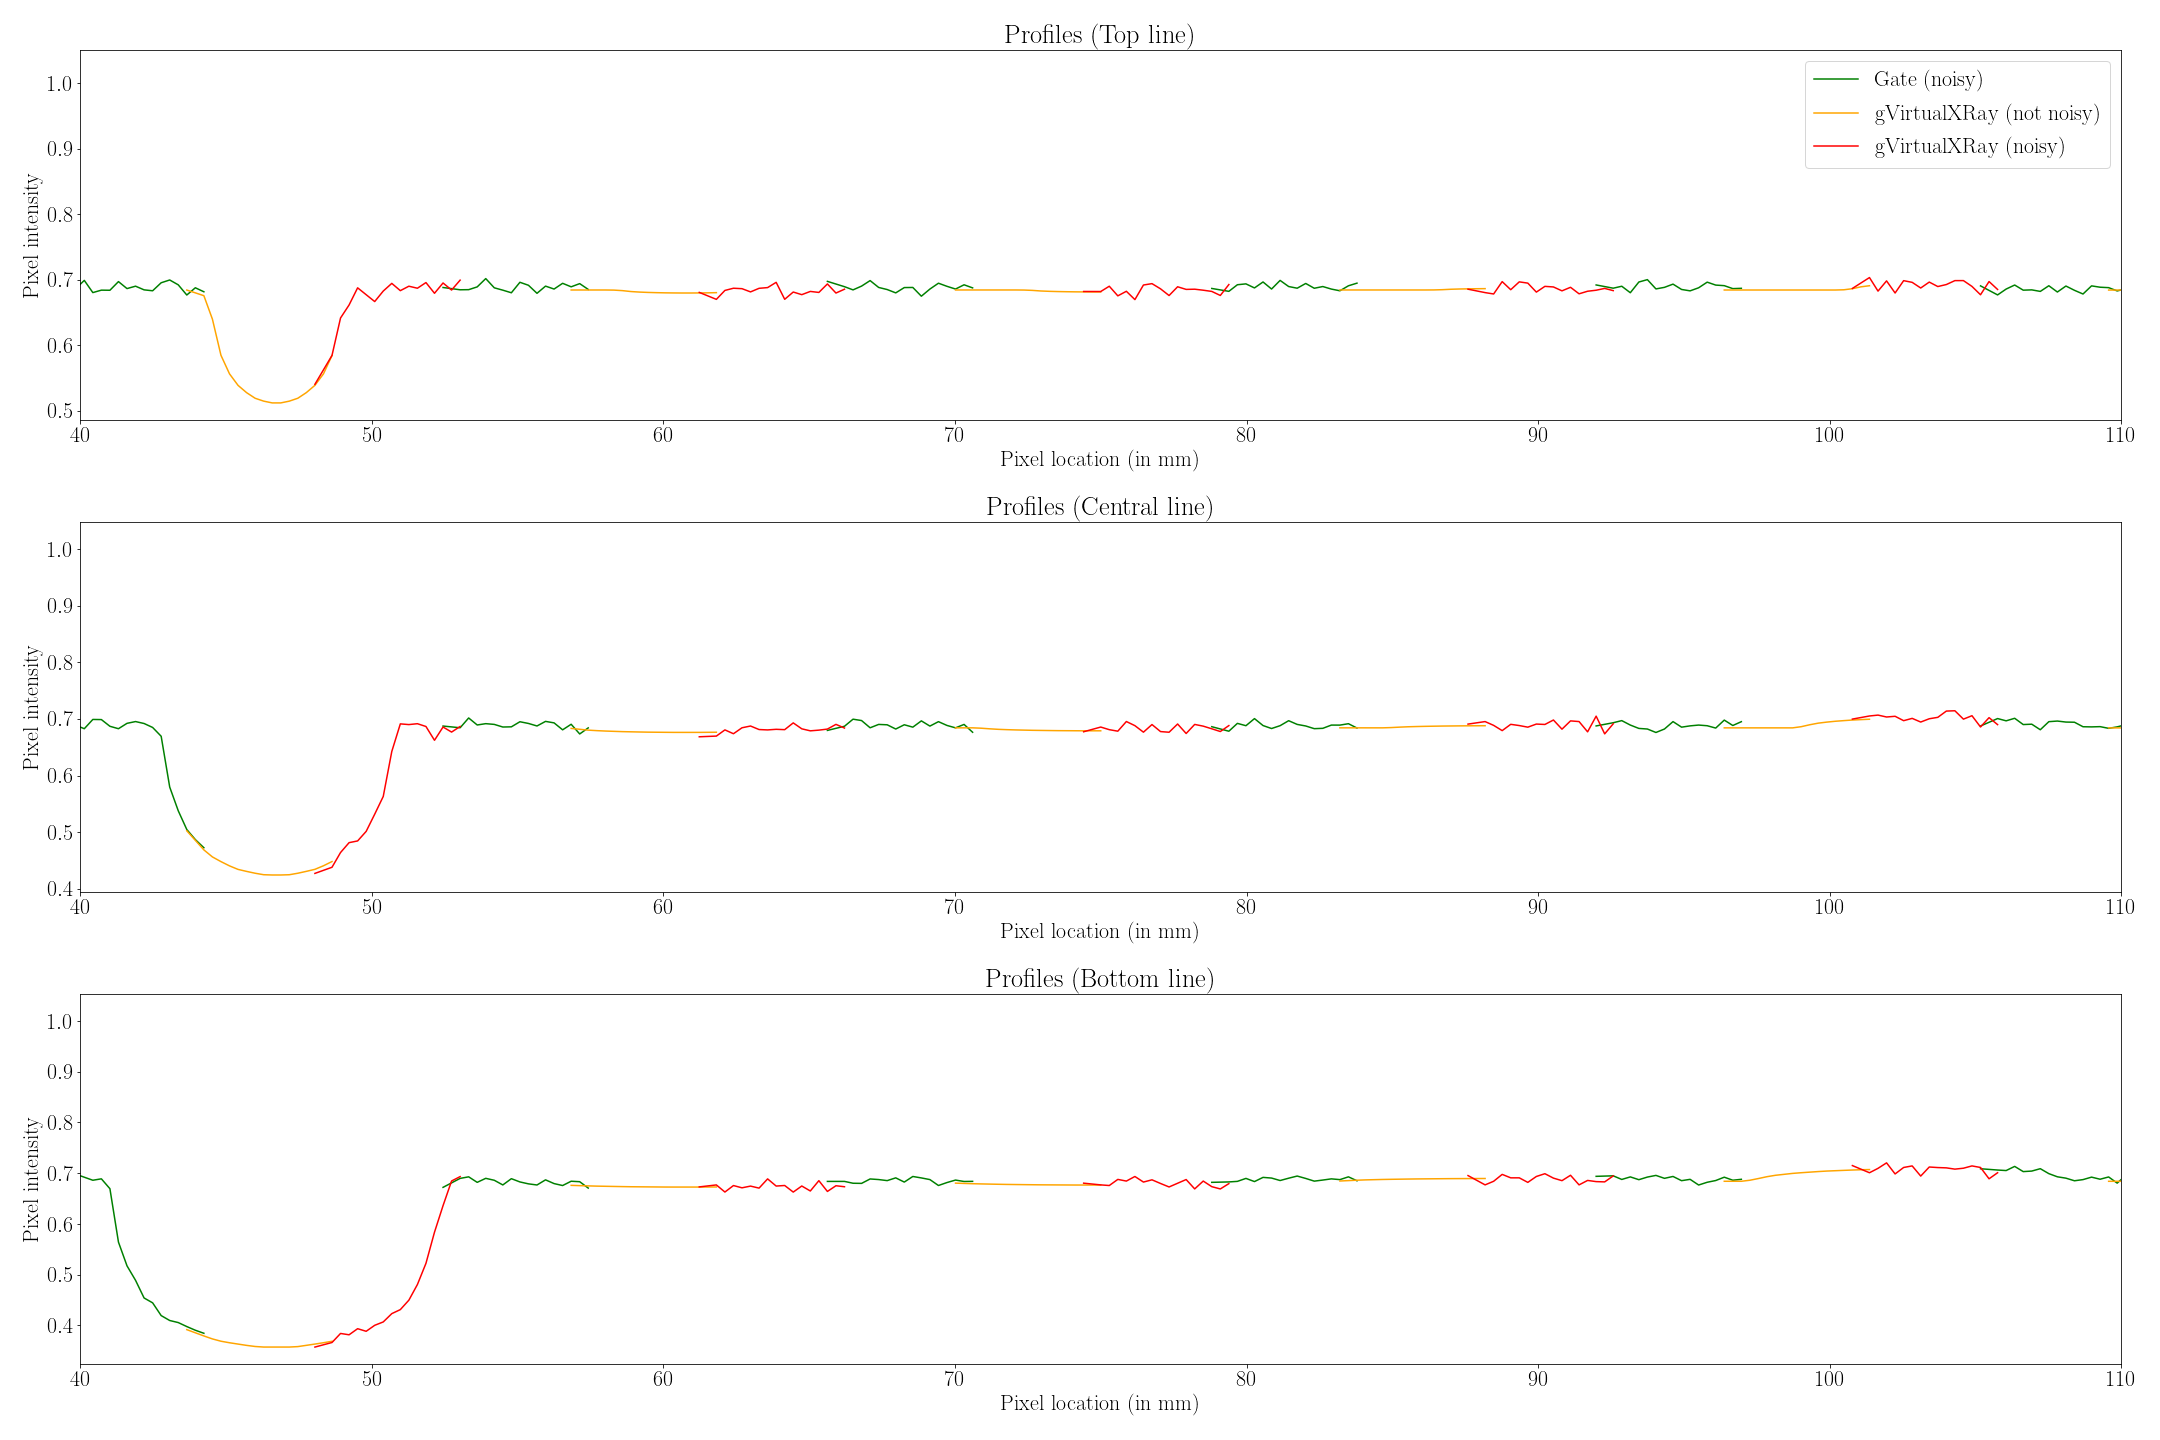 Profiles (Top line)
1.0
0.9
0.8
0.7
0.6
0.5
Pixel intensity
Gate (noisy)
gVirtualXRay (not noisy)
gVirtualXRay (noisy)
40 50 60 70 80 90 100 110
Pixel location (in mm)
Profiles (Central line)
1.0
0.9
0.8
0.7
0.6
0.5
0.4
Pixel intensity
40 50 60 70 80 90 100 110
Pixel location (in mm)
Profiles (Bottom line)
1.0
0.9
0.8
0.7
0.6
0.5
0.4
Pixel intensity
40 50 60 70 80 90 100 110
Pixel location (in mm)